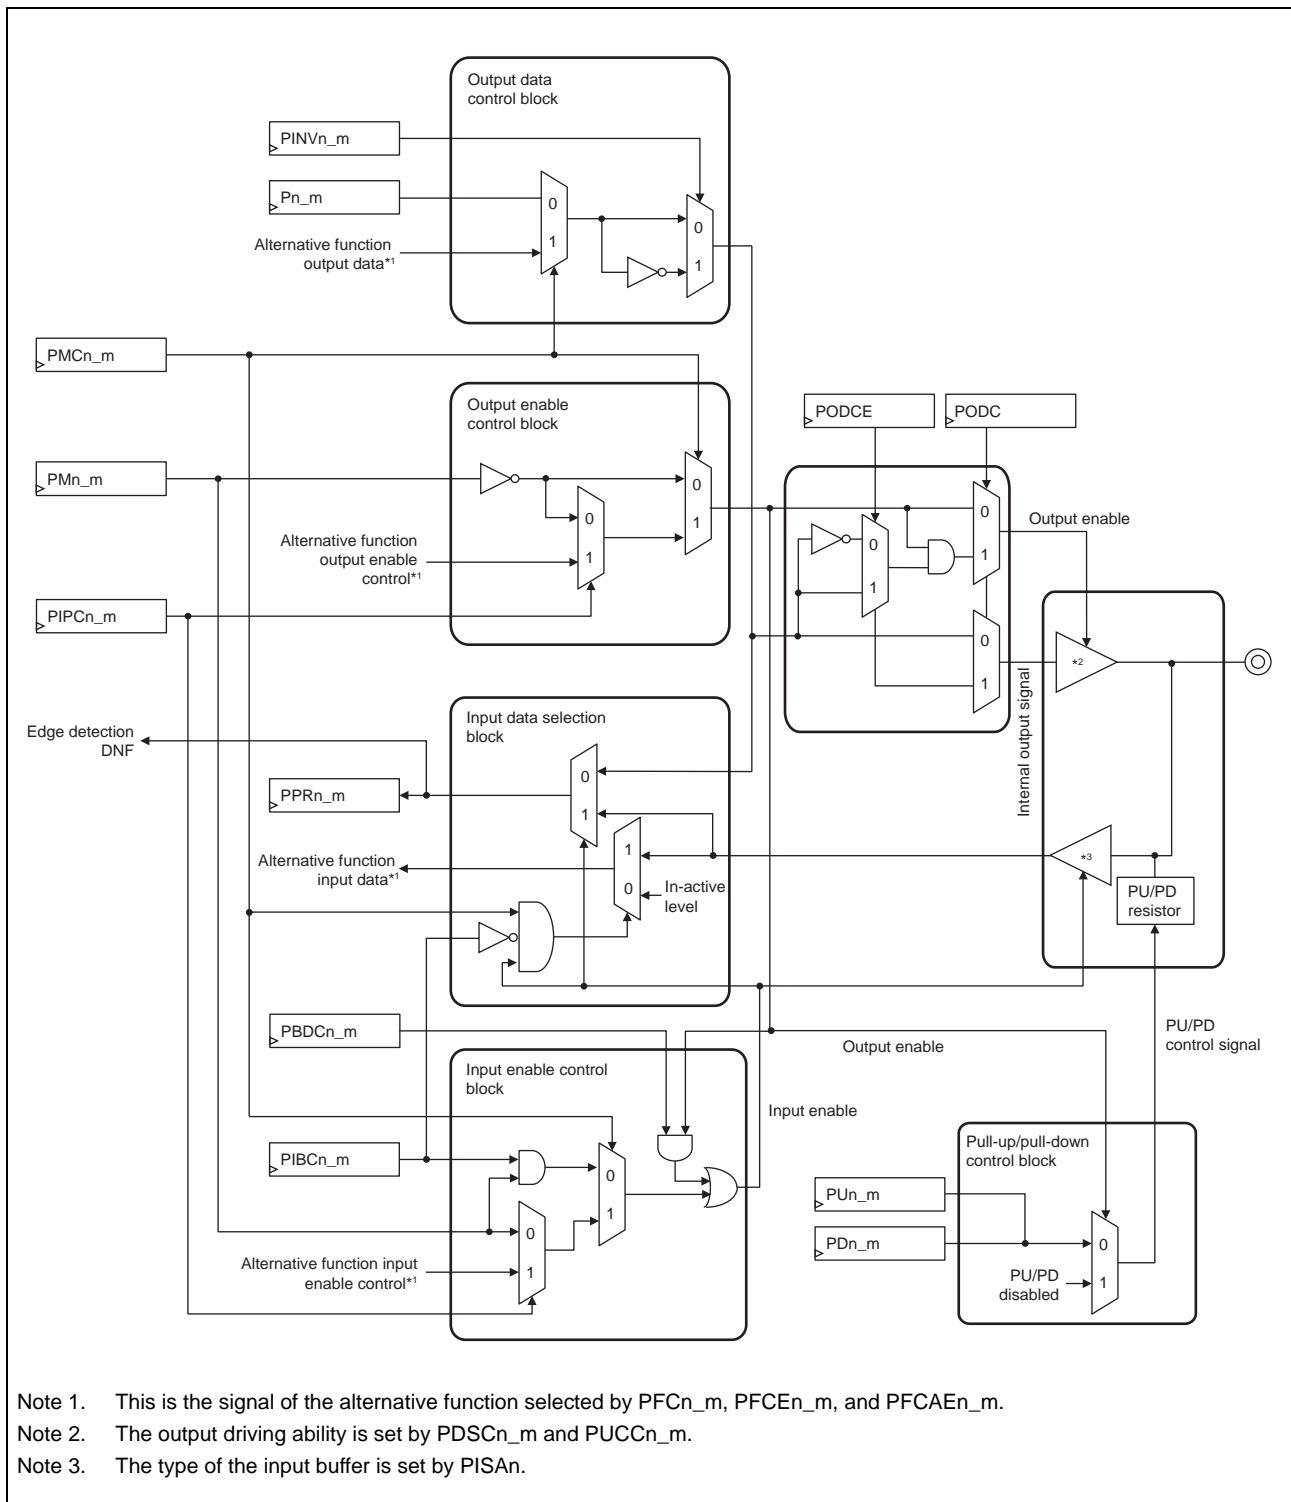 Output data
control block
PINVn_m
Pn_m
0
1
0
1
Alternative function
output data*1
PMCn_m
Output enable
control block
PODCE
PODC
PMn_m
0
1
0
1
Alternative function
output enable
control*1
0
1
0
1
Output enable
PIPCn_m
0
1
*2
Internal output signal
Input data selection
block
Edge detection
DNF
PPRn_m
0
1
Alternative function
input data*1
1
0
In-active
level
*3
PU/PD
resistor
PBDCn_m
Output enable
PU/PD
control signal
Input enable control
block
Input enable
PIBCn_m
0
1
0
1
Alternative function input
enable control*1
Pull-up/pull-down
control block
PUn_m
PDn_m
0
1
PU/PD
disabled
Note 1. This is the signal of the alternative function selected by PFCn_m, PFCEn_m, and PFCAEn_m.
Note 2. The output driving ability is set by PDSCn_m and PUCCn_m.
Note 3. The type of the input buffer is set by PISAn.